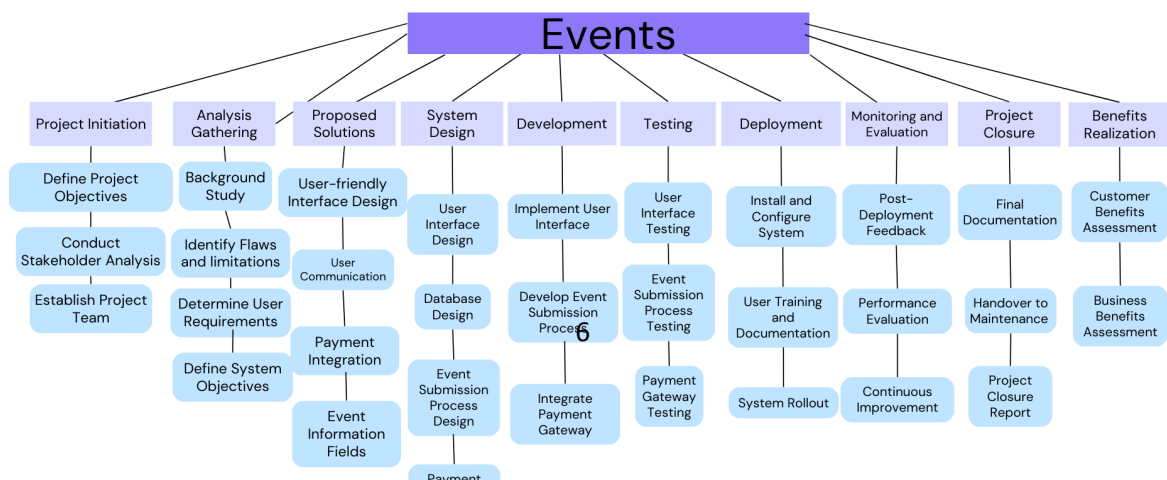 Events
Project Initiation
Analysis
Gathering
Proposed
Solutions
System
Design
Development
Testing
Deployment
Monitoring and
Evaluation
Project
Closure
Benefits
Realization
Define Project
Objectives
Conduct
Stakeholder Analysis
Establish Project
Team
Background
Study
Identify Flaws
and limitations
Determine User
Requirements
Define System
Objectives
User-friendly
Interface Design
User
Communication
Payment
Integration
Event
Information
Fields
User
Interface
Design
Database
Design
Event
Submission
Process
Design
Payment
Implement User
Interface
Develop Event
Submission
Process
6
Integrate
Payment
Gateway
User
Interface
Testing
Event
Submission
Process
Testing
Payment
Gateway
Testing
Install and
Configure
System
User Training
and
Documentation
System Rollout
Post-
Deployment
Feedback
Performance
Evaluation
Continuous
Improvement
Final
Documentation
Handover to
Maintenance
Project
Closure
Report
Customer
Benefits
Assessment
Business
Benefits
Assessment